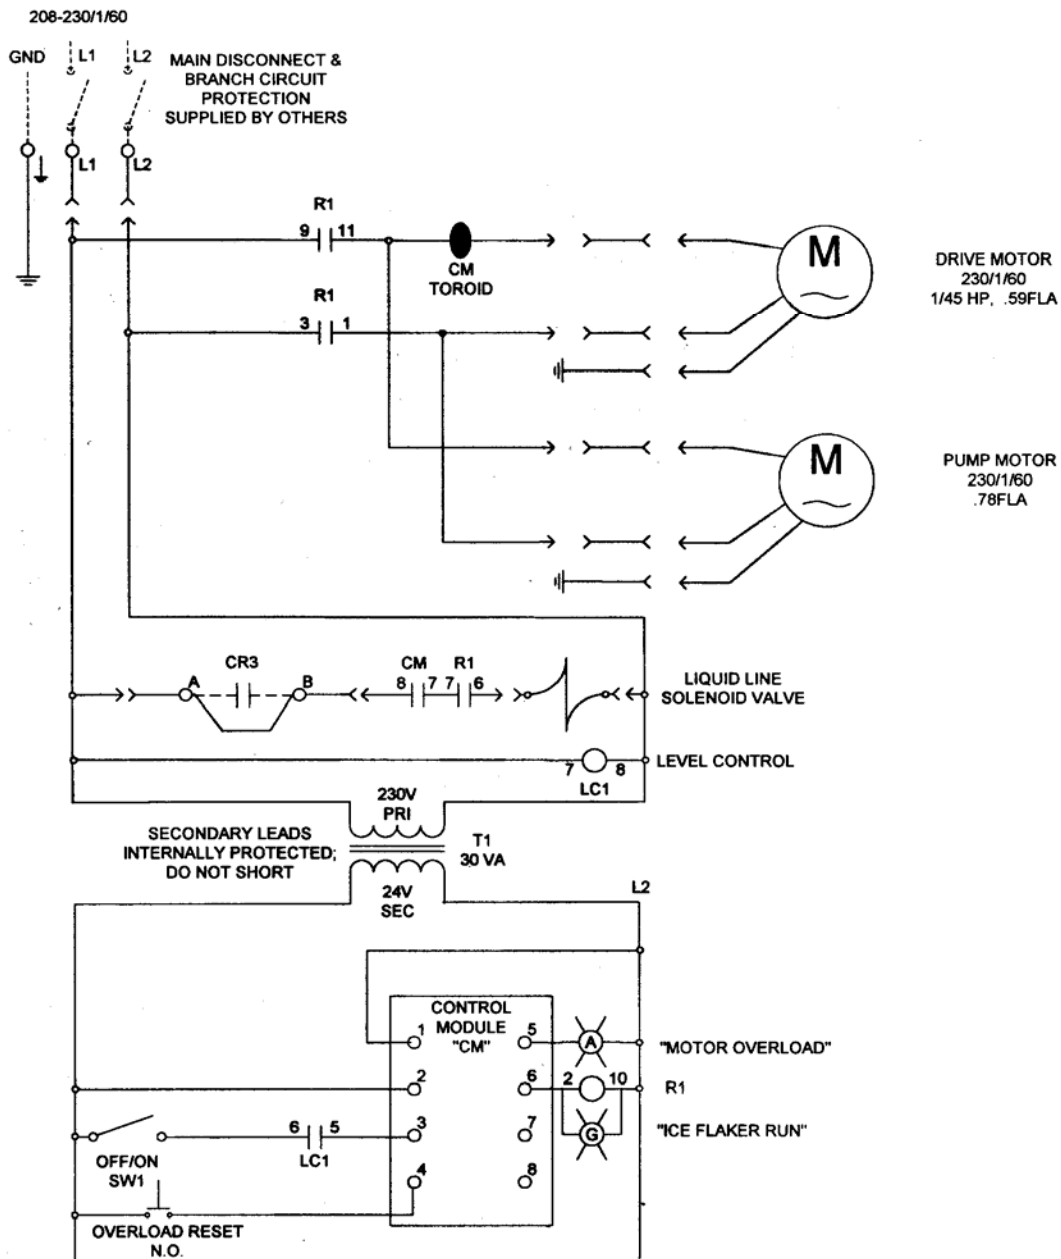 208-230/1/60
GND
L1
L2
MAIN DISCONNECT &
BRANCH CIRCUIT
PROTECTION
SUPPLIED BY OTHERS
L1
L2
R1
9
11
CM
TOROID
M
DRIVE MOTOR
230/1/60
1/45 HP, .59FLA
R1
3
1
M
PUMP MOTOR
230/1/60
.78FLA
CR3
A
B
CM
8
7
R1
7
6
LIQUID LINE
SOLENOID VALVE
7
8
LC1
LEVEL CONTROL
230V
PRI
SECONDARY LEADS
INTERNALLY PROTECTED;
DO NOT SHORT
T1
30 VA
24V
SEC
L2
CONTROL
MODULE
"CM"
1
2
3
4
5
6
7
8
A
"MOTOR OVERLOAD"
2
10
R1
G
"ICE FLAKER RUN"
6
5
LC1
OFF/ON
SW1
OVERLOAD RESET
N.O.